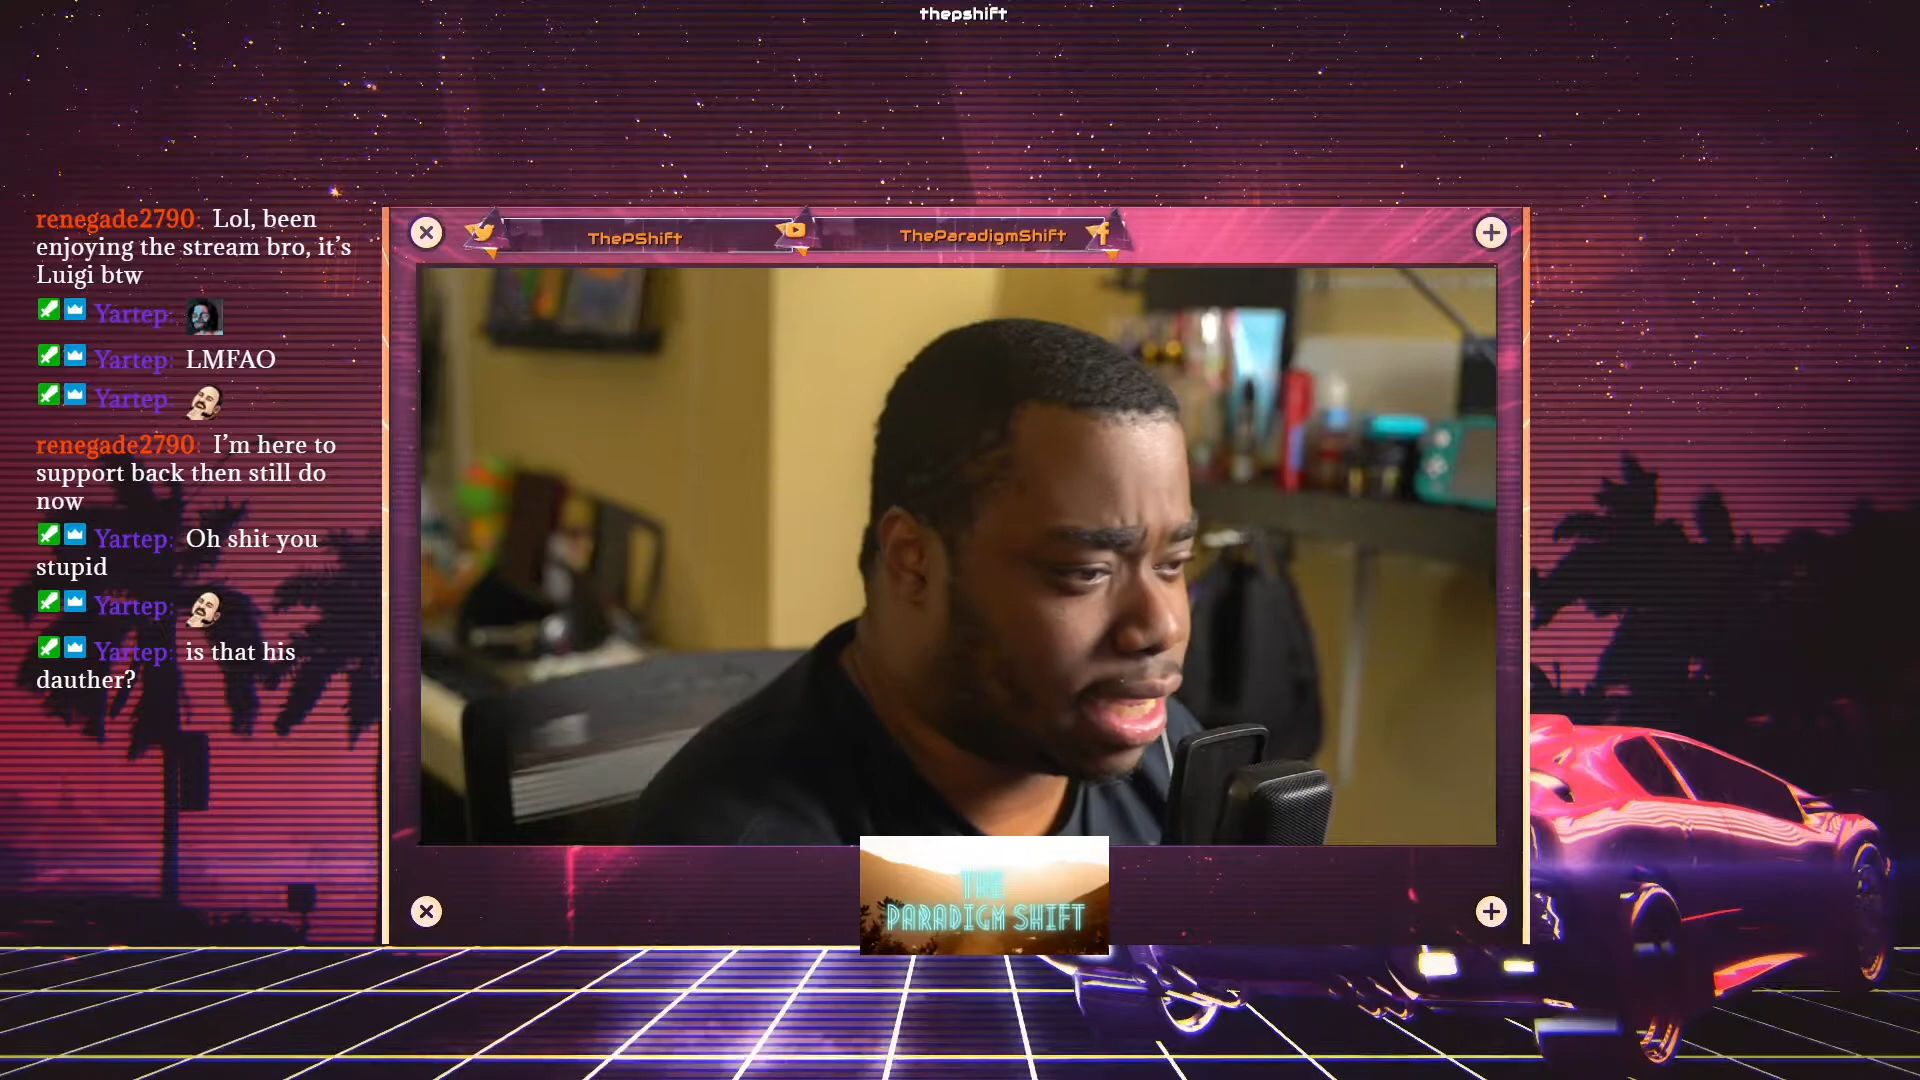 thepshift
ThePShift
TheParadigmShift
renegade2790: Lol, been
enjoying the stream bro, it's
Luigi btw
Yartep:
Yartep: LMFAO
Yartep:
renegade2790: I'm here to
support back then still do
now
Yartep: Oh shit you
stupid
Yartep:
Yartep: is that his
dauther?
THE
PARADIGM SHIFT